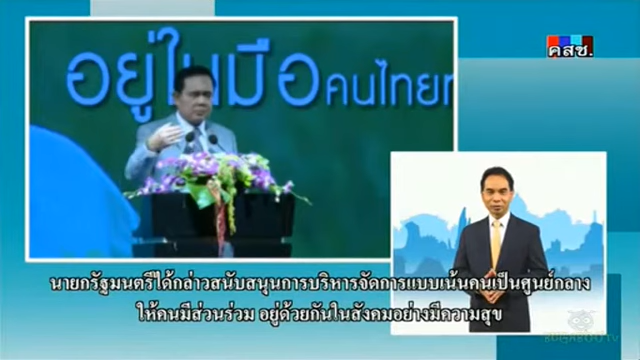 คสช.
อยู่ในมือ คนไทยท
นายกรัฐมนตรีได้กล่าวสนับสนุนการบริหารจัดการแบบเน้นคนเป็นศูนย์กลาง
ให้คนมีส่วนร่วม อยู่ด้วยกันในสังคมอย่างมีความสุข
BUGABOO TV